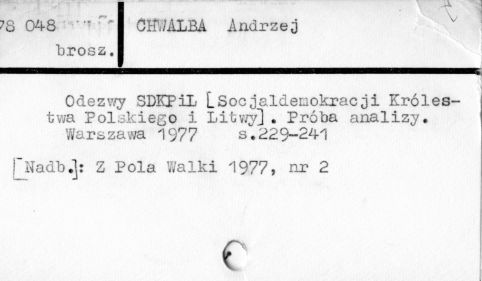 78 048 CHWALBA Andrzej
brosz.
Odezwy SDKPiL [Socjaldemokracji Króles-
twa Polskiego i Litwy]. Próba analizy.
Warszawa 1977 s.229-241
[Nadb.]: Z Pola Walki 1977, nr 2